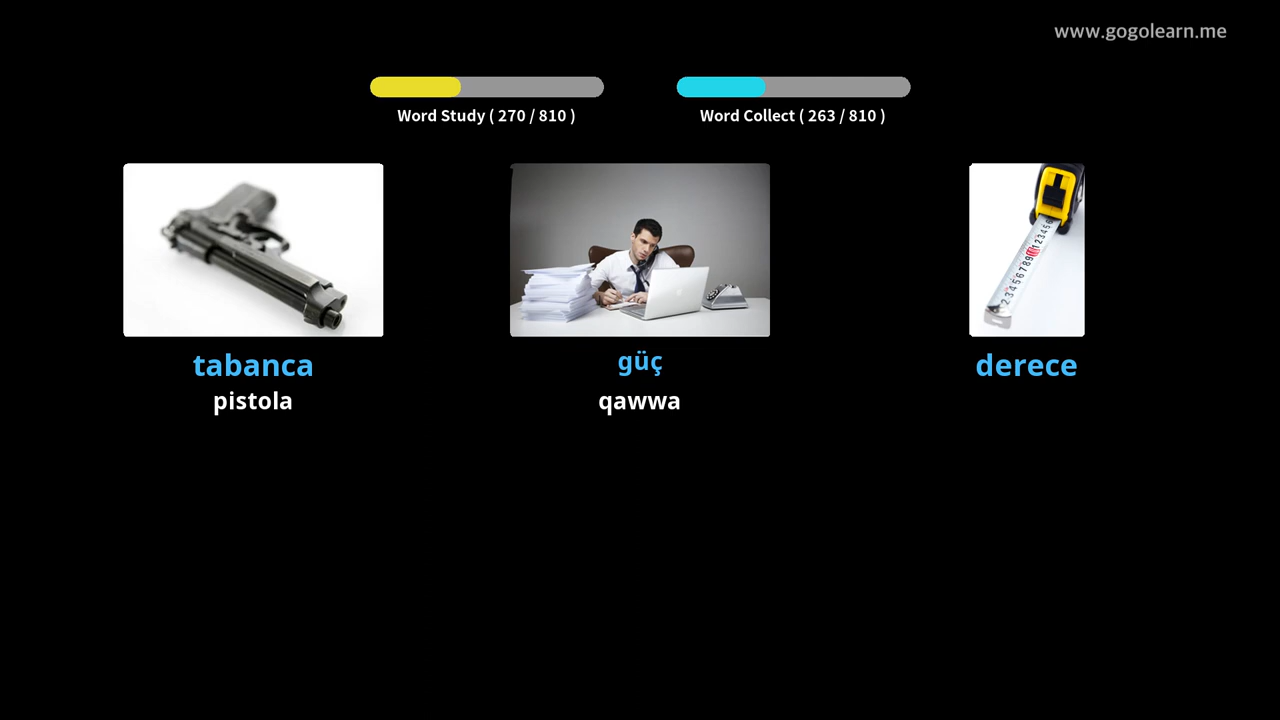 www.gogolearn.me
Word Study ( 270 / 810 )
Word Collect ( 263 / 810 )
tabanca
pistola
güç
qawwa
derece